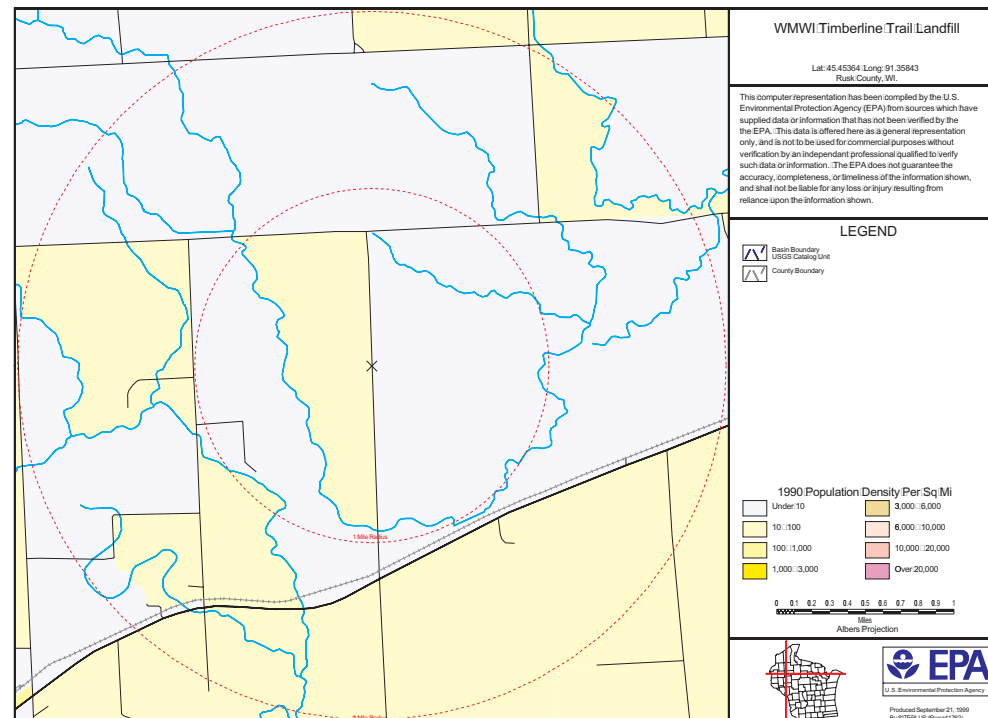 WMWI Timberline Trail Landfill
Lat: 45.45364 Long: 91.35843
Rusk County, WI.
This computer representation has been compiled by the U.S.
Environmental Protection Agency (EPA) from sources which have
supplied data or information that has not been verified by the
the EPA. This data is offered here as a general representation
only, and is not to be used for commercial purposes without
verification by an independent professional qualified to verify
such data or information. The EPA does not guarantee the
accuracy, completeness, or timeliness of the information shown,
and shall not be liable for any loss or injury resulting from
reliance upon the information shown.
LEGEND
Basin Boundary
USGS Catalog Unit
County Boundary
1990 Population Density Per Sq Mi
Under 10
10 100
100 1,000
1,000 3,000
3,000 6,000
6,000 10,000
10,000 20,000
Over 20,000
0 0.1 0.2 0.3 0.4 0.5 0.6 0.7 0.8 0.9 1
Miles
Albers Projection
EPA
U.S. Environmental Protection Agency
Produced September 21, 1999
1 Mile Radius